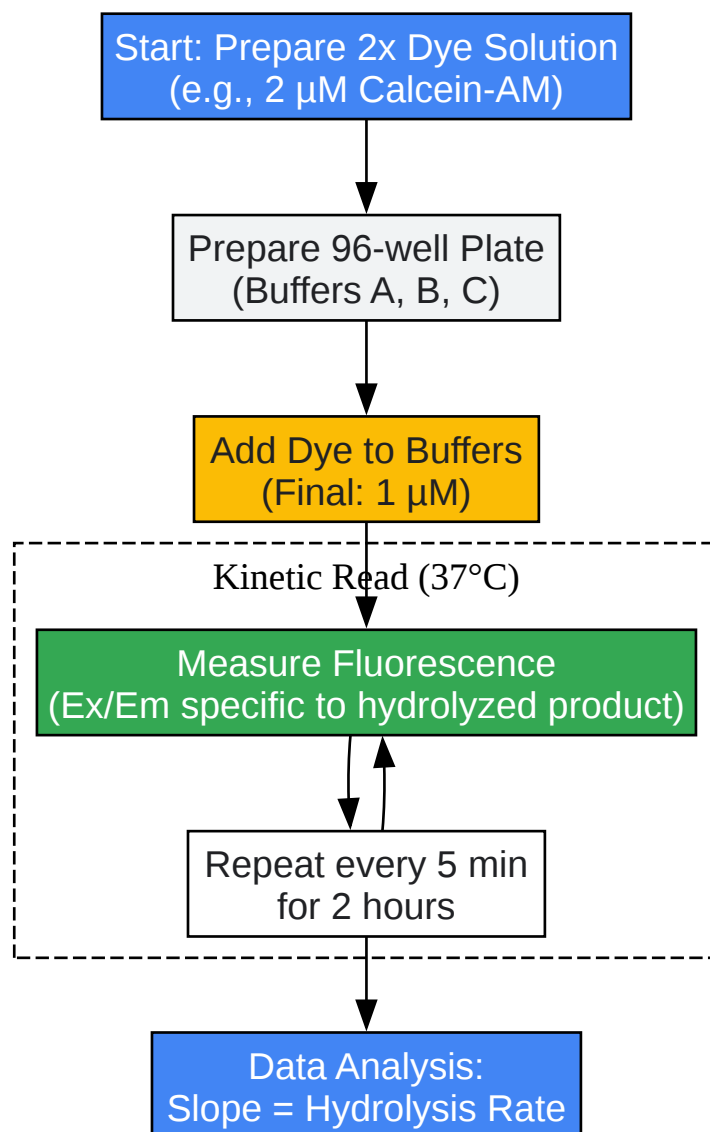 Start: Prepare 2x Dye Solution
(e.g., 2 µM Calcein-AM)
Prepare 96-well Plate
(Buffers A, B, C)
Add Dye to Buffers
(Final: 1 µM)
Kinetic Read (37°C)
Measure Fluorescence
(Ex/Em specific to hydrolyzed product)
Repeat every 5 min
for 2 hours
Data Analysis:
Slope = Hydrolysis Rate